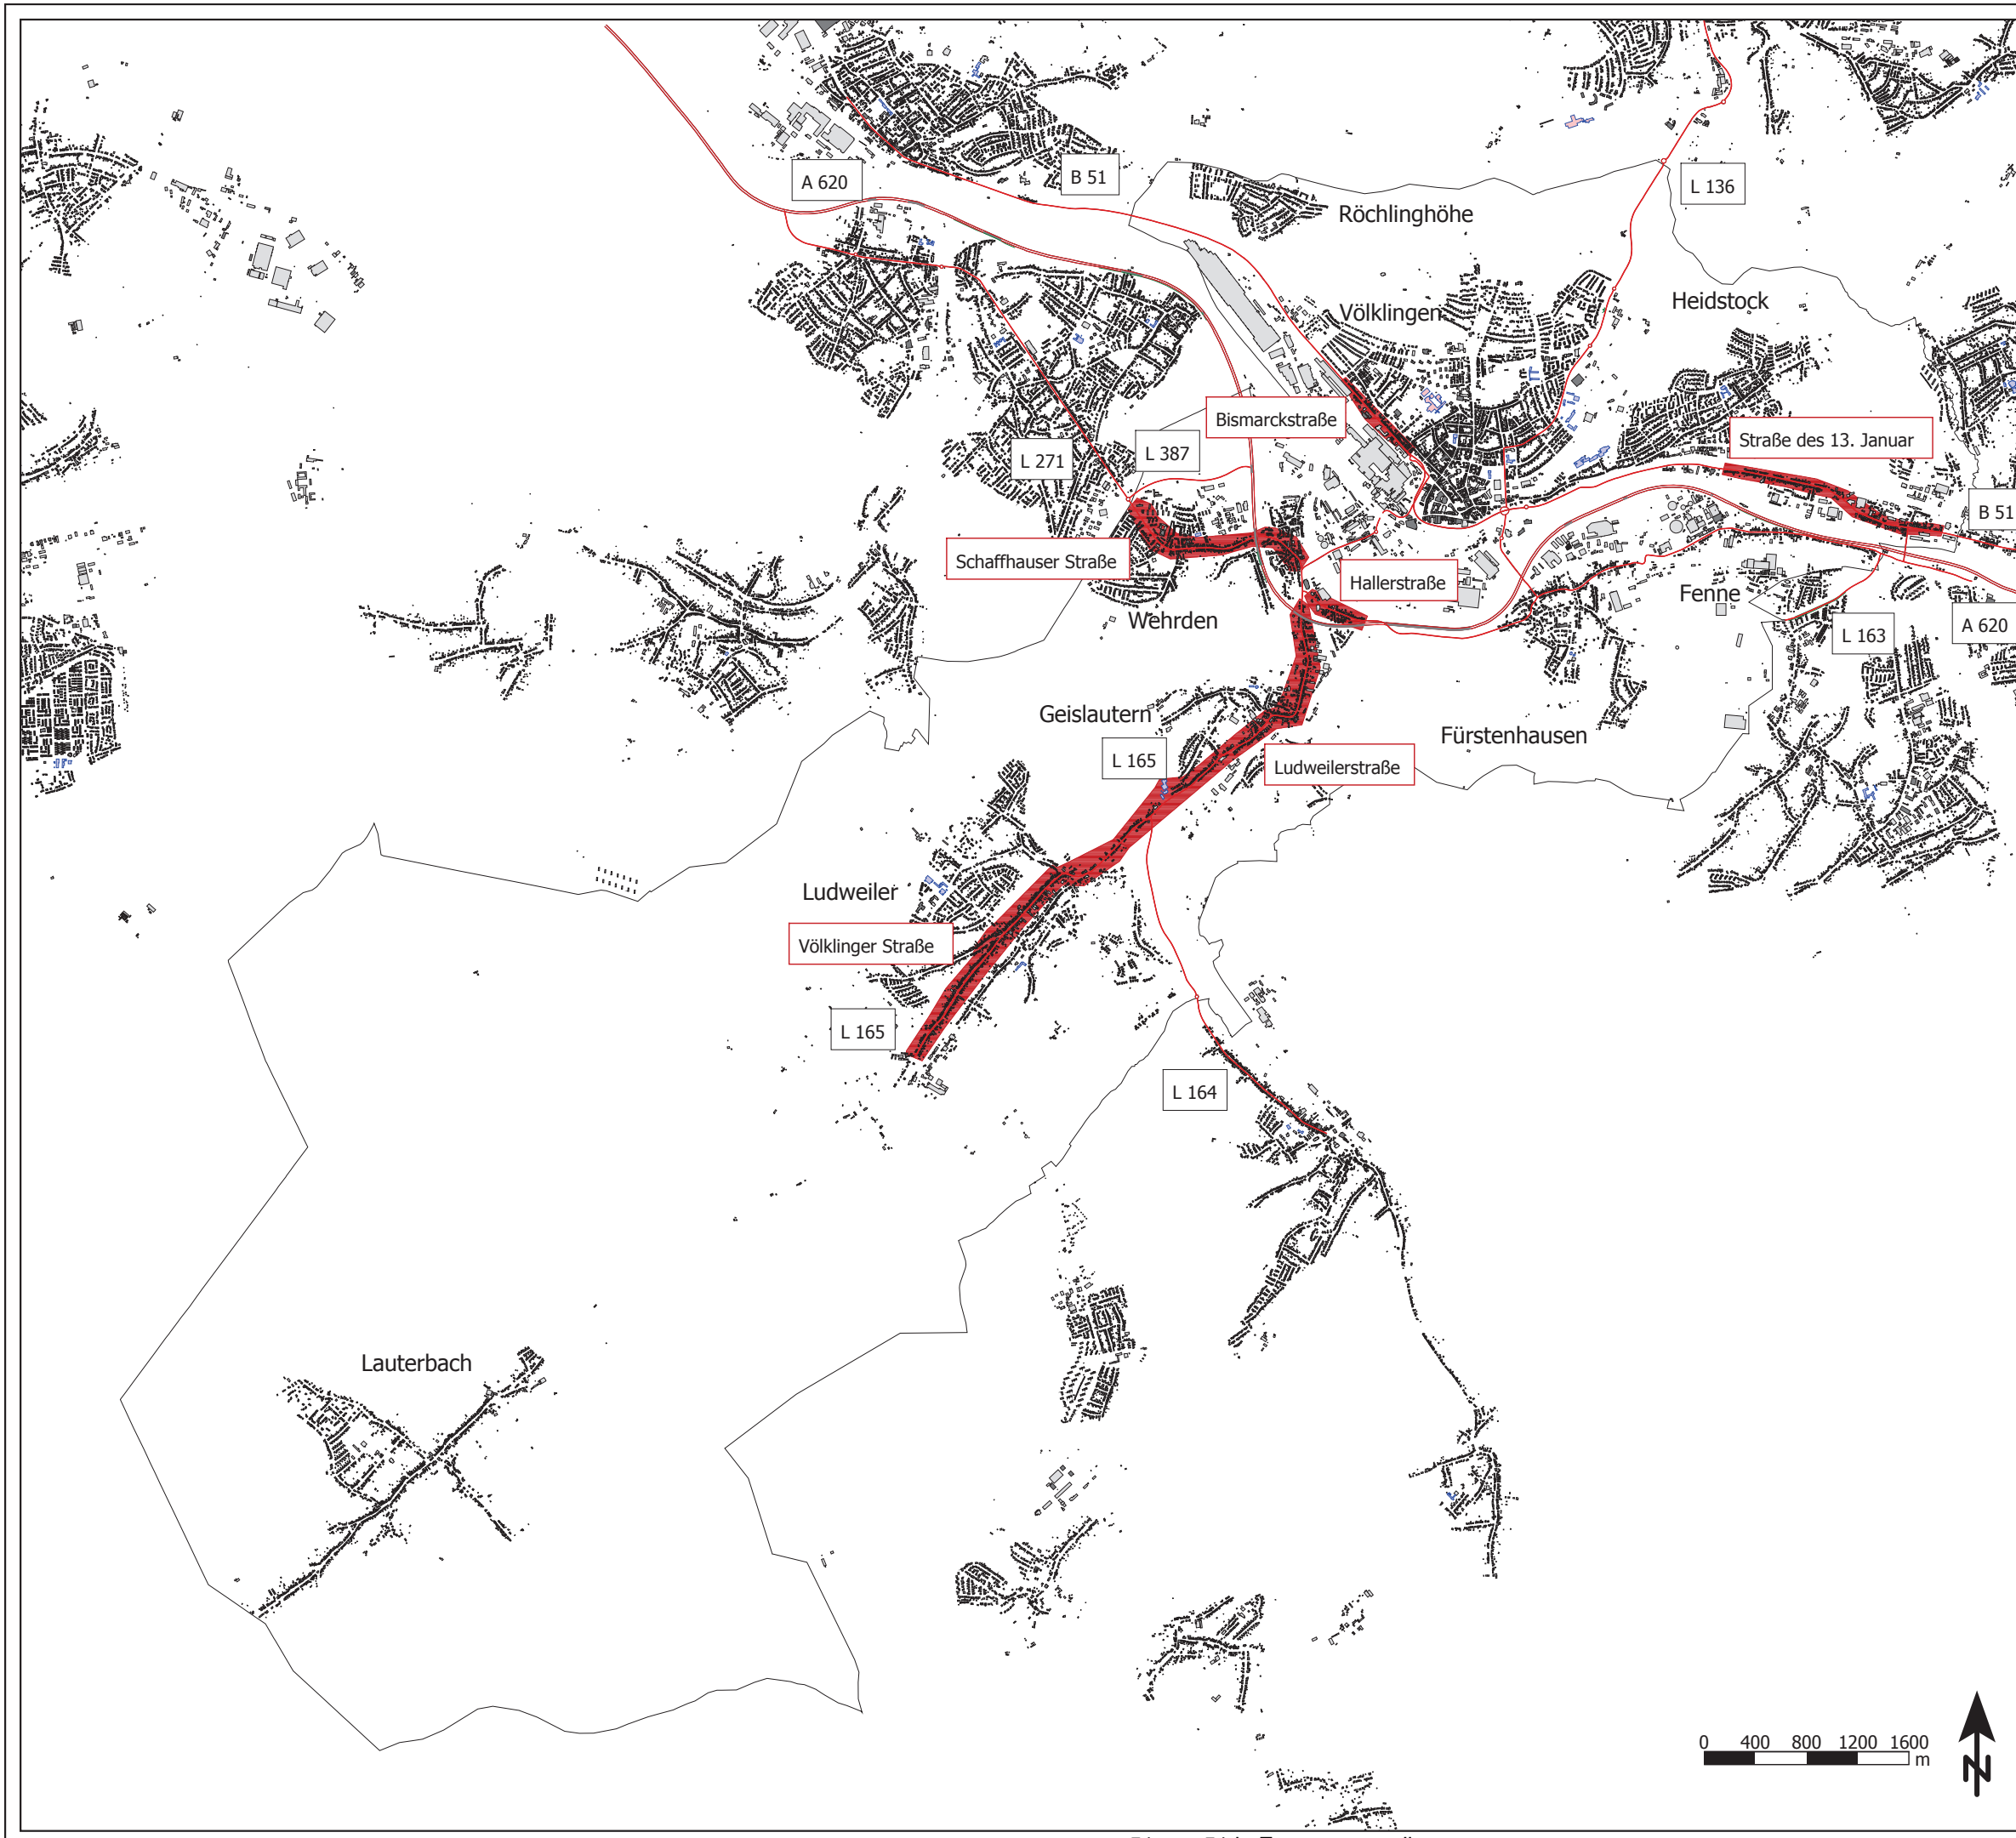 A 620
B 51
L 136
Röchlinghöhe
Heidstock
Völklingen
Bismarckstraße
Straße des 13. Januar
L 387
L 271
B 51
Schaffhauser Straße
Hallerstraße
Fenne
Wehrden
A 620
L 163
Geislautern
Fürstenhausen
L 165
Ludweilerstraße
Ludweiler
Völklinger Straße
L 165
L 164
Lauterbach
0 400 800 1200 1600
m
N